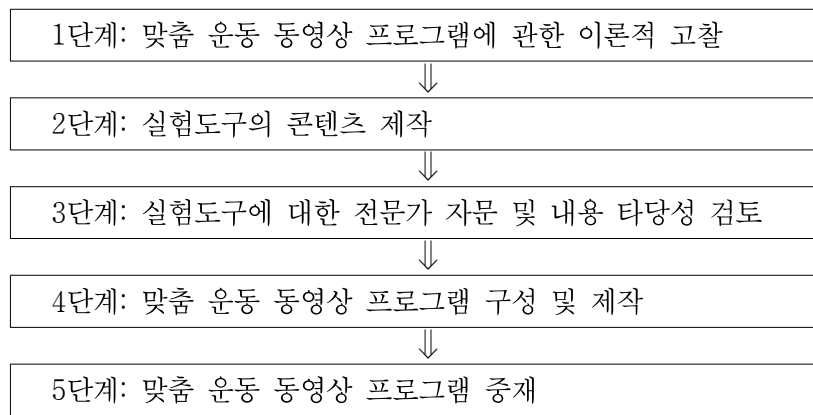 1단계: 맞춤 운동 동영상 프로그램에 관한 이론적 고찰
⇓
2단계: 실험도구의 콘텐츠 제작
⇓
3단계: 실험도구에 대한 전문가 자문 및 내용 타당성 검토
⇓
4단계: 맞춤 운동 동영상 프로그램 구성 및 제작
⇓
5단계: 맞춤 운동 동영상 프로그램 중재